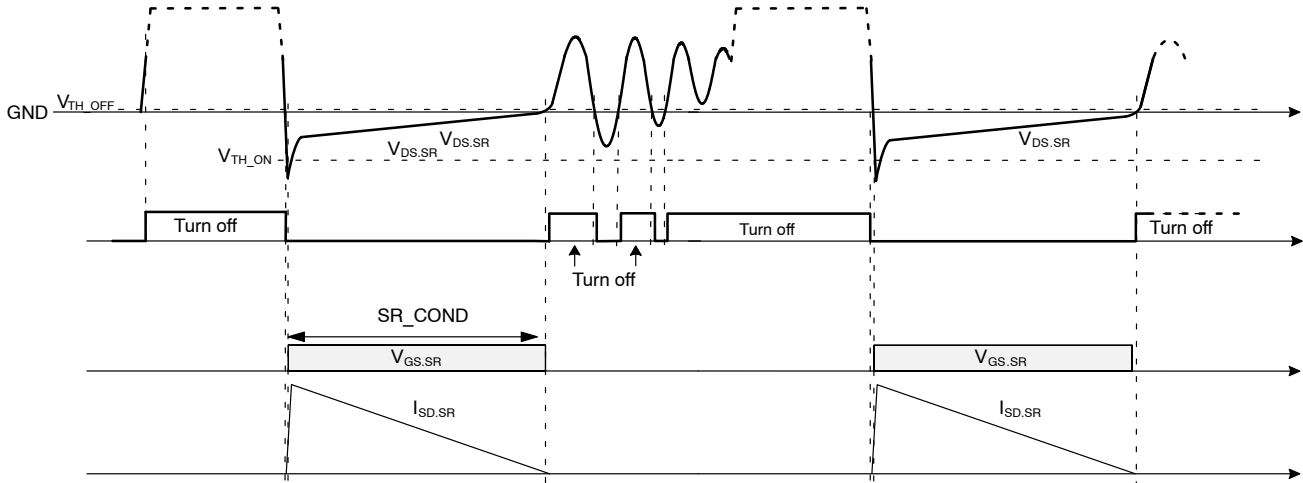 GND
V_TH_OFF
V_DS.SR
V_DS.SR
V_TH_ON
V_DS.SR
Turn off
Turn off
Turn off
Turn off
SR_COND
V_GS.SR
V_GS.SR
I_SD.SR
I_SD.SR